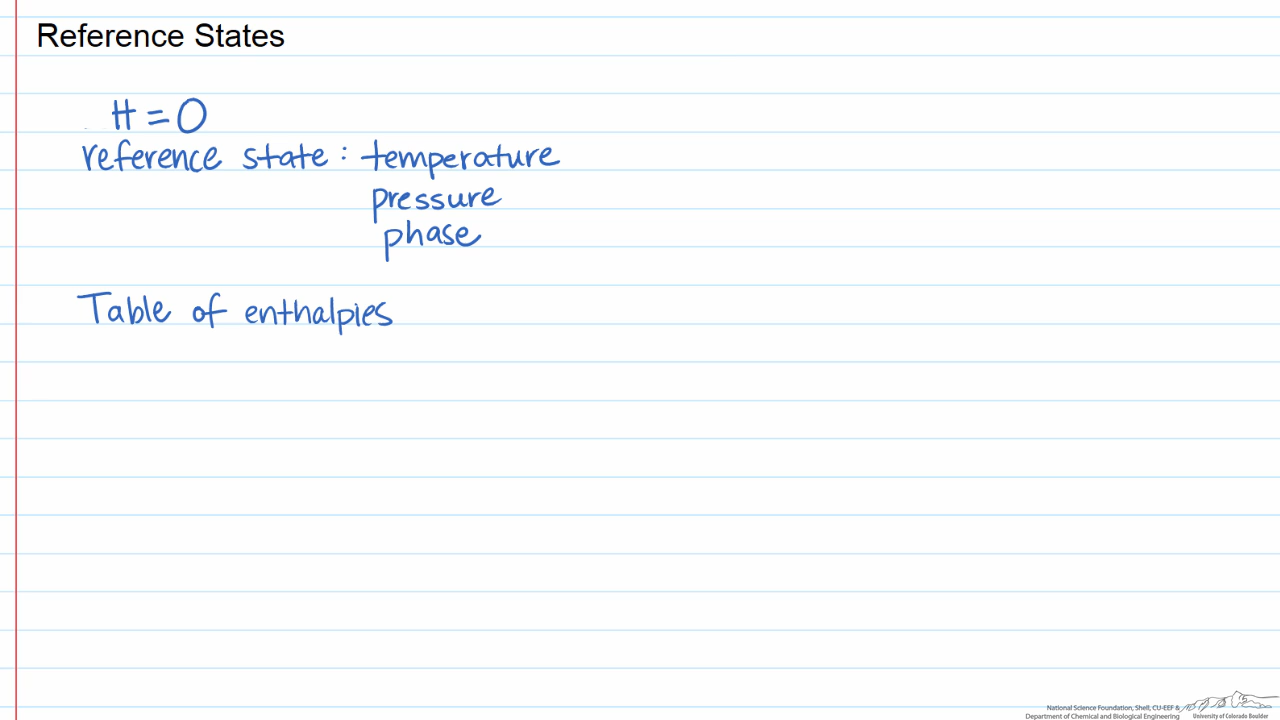 Reference States
H = O
reference state : temperature
pressure
phase
Table of enthalpies
National Science Foundation, Shell, CU-EEF &
Department of Chemical and Biological Engineering
University of Colorado Boulder